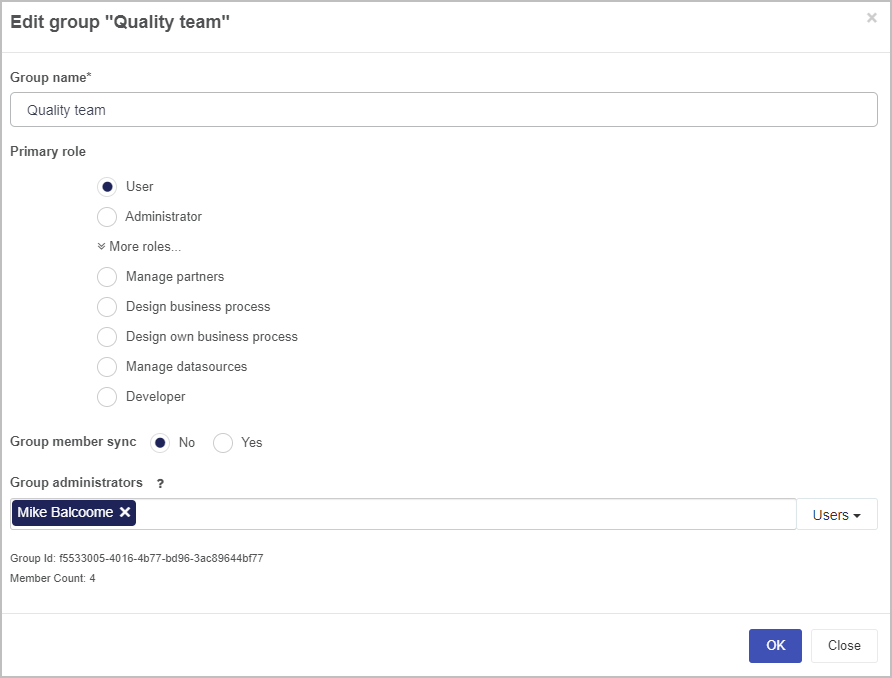 Edit group "Quality team"
×
Group name*
Quality team
Primary role
User
Administrator
More roles...
Manage partners
Design business process
Design own business process
Manage datasources
Developer
Group member sync No Yes
Group administrators ?
Mike Balcoome × Users
Group Id: f5533005-4016-4b77-bd96-3ac89644bf77
Member Count: 4
OK Close